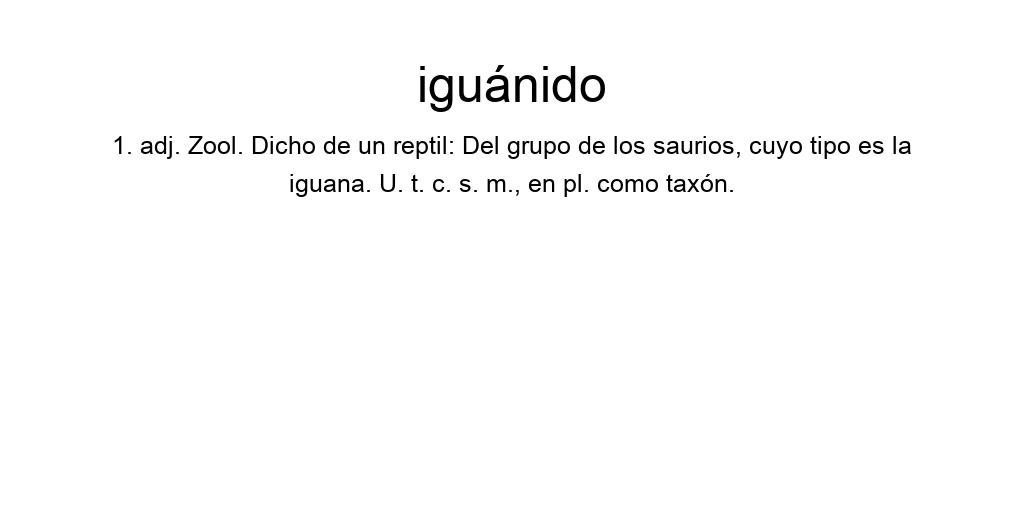 iguánido
1. adj. Zool. Dicho de un reptil: Del grupo de los saurios, cuyo tipo es la
iguana. U. t. c. s. m., en pl. como taxón.